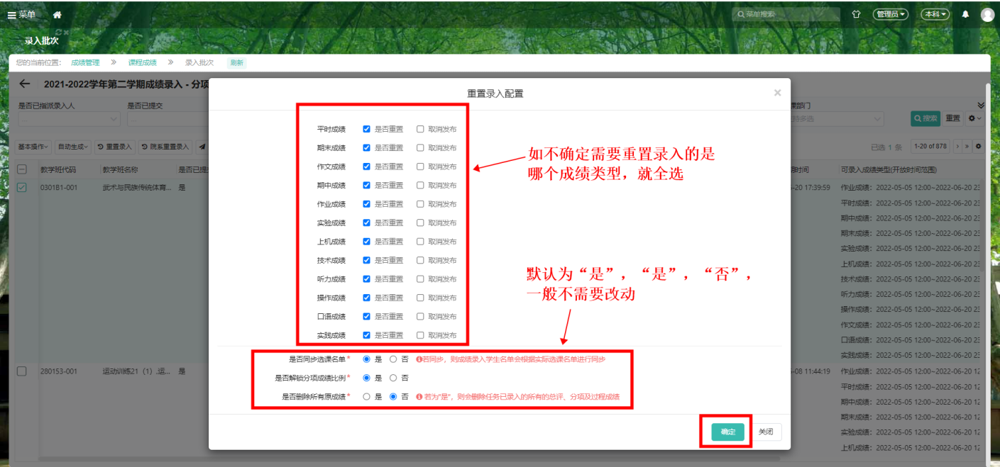 菜单
菜单搜索
管理员
本科
录入批次
您的当前位置: 成绩管理 » 课程成绩 » 录入批次 刷新
2021-2022学年第二学期成绩录入 - 分项
是否已指派录入人 是否已提交
... ...
搜索 重置
基本操作 自动生成 重置录入 院系重置录入
已选 1 条 1-20 of 878
教学班代码 教学班名称 是否已提
可录入成绩类型(开放时间范围)
030181-001 武术与民族传统体育... 是
-20 17:39:59 作业成绩: 2022-05-05 12:00~2022-06-20 23
平时成绩: 2022-05-05 12:00~2022-06-20 23
期中成绩: 2022-05-05 12:00~2022-06-20 23
期末成绩: 2022-05-05 12:00~2022-06-20 23
实验成绩: 2022-05-05 12:00~2022-06-20 23
上机成绩: 2022-05-05 12:00~2022-06-20 23
技术成绩: 2022-05-05 12:00~2022-06-20 23
听力成绩: 2022-05-05 12:00~2022-06-20 23
操作成绩: 2022-05-05 12:00~2022-06-20 23
作文成绩: 2022-05-05 12:00~2022-06-20 23
口语成绩: 2022-05-05 12:00~2022-06-20 23
实践成绩: 2022-05-05 12:00~2022-06-20 23
280153-001 运动训练21（1）.运... 是
-08 11:44:19 作业成绩: 2022-05-05 12:00~2022-06-20 12
平时成绩: 2022-05-05 12:00~2022-06-20 12
期中成绩: 2022-05-05 12:00~2022-06-20 12
期末成绩: 2022-05-05 12:00~2022-06-20 12
实验成绩: 2022-05-05 12:00~2022-06-20 12
上机成绩: 2022-05-05 12:00~2022-06-20 12
重置录入配置
平时成绩 是否重置 取消发布
期末成绩 是否重置 取消发布
作文成绩 是否重置 取消发布
期中成绩 是否重置 取消发布
作业成绩 是否重置 取消发布
实验成绩 是否重置 取消发布
上机成绩 是否重置 取消发布
技术成绩 是否重置 取消发布
听力成绩 是否重置 取消发布
操作成绩 是否重置 取消发布
口语成绩 是否重置 取消发布
实践成绩 是否重置 取消发布
如不确定需要重置录入的是
哪个成绩类型，就全选
默认为“是”，“是”，“否”，
一般不需要改动
是否同步选课名单* 是 否 若同步，则成绩录入学生名单会根据实际选课名单进行同步
是否解锁分项成绩比例* 是 否
是否删除所有原成绩* 是 否 若为"是"，则会删除任务已录入的所有的总评、分项及过程成绩
确定 关闭